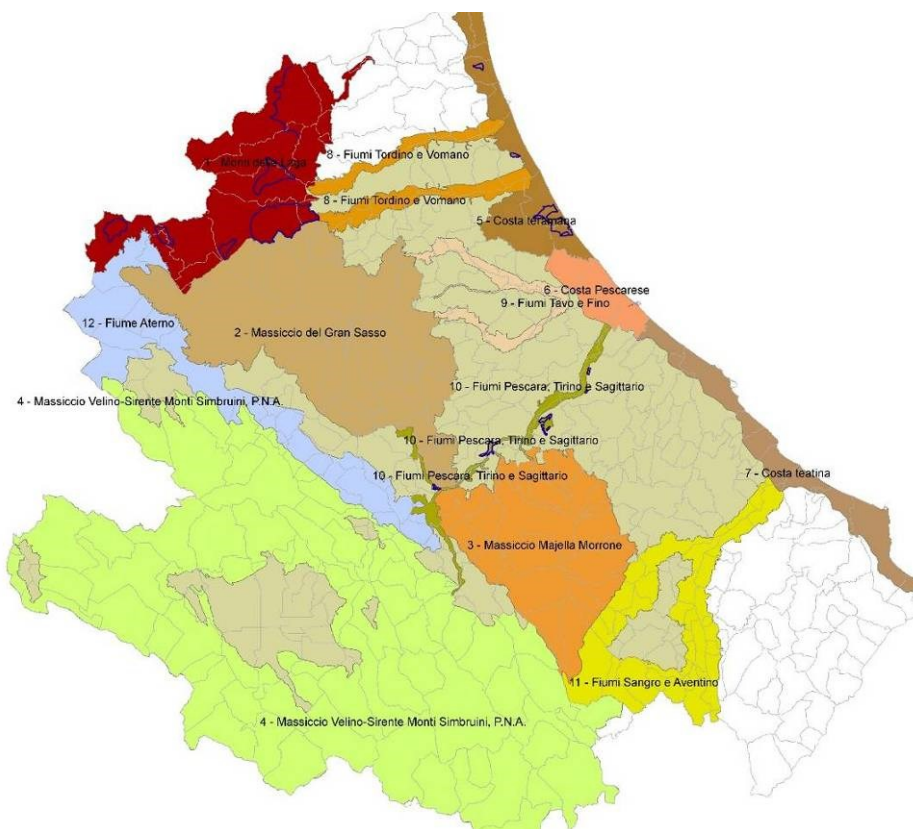 1 - Monti della Laga
8 - Fiumi Tordino e Vomano
8 - Fiumi Tordino e Vomano
5 - Costa teramana
6 - Costa Pescarese
9 - Fiumi Tavo e Fino
12 - Fiume Aterno
2 - Massiccio del Gran Sasso
10 - Fiumi Pescara, Tirino e Sagittario
4 - Massiccio Velino-Sirente Monti Simbruini, P.N.A.
10 - Fiumi Pescara, Tirino e Sagittario
10 - Fiumi Pescara, Tirino e Sagittario
7 - Costa teatina
3 - Massiccio Majella Morrone
11 - Fiumi Sangro e Aventino
4 - Massiccio Velino-Sirente Monti Simbruini, P.N.A.